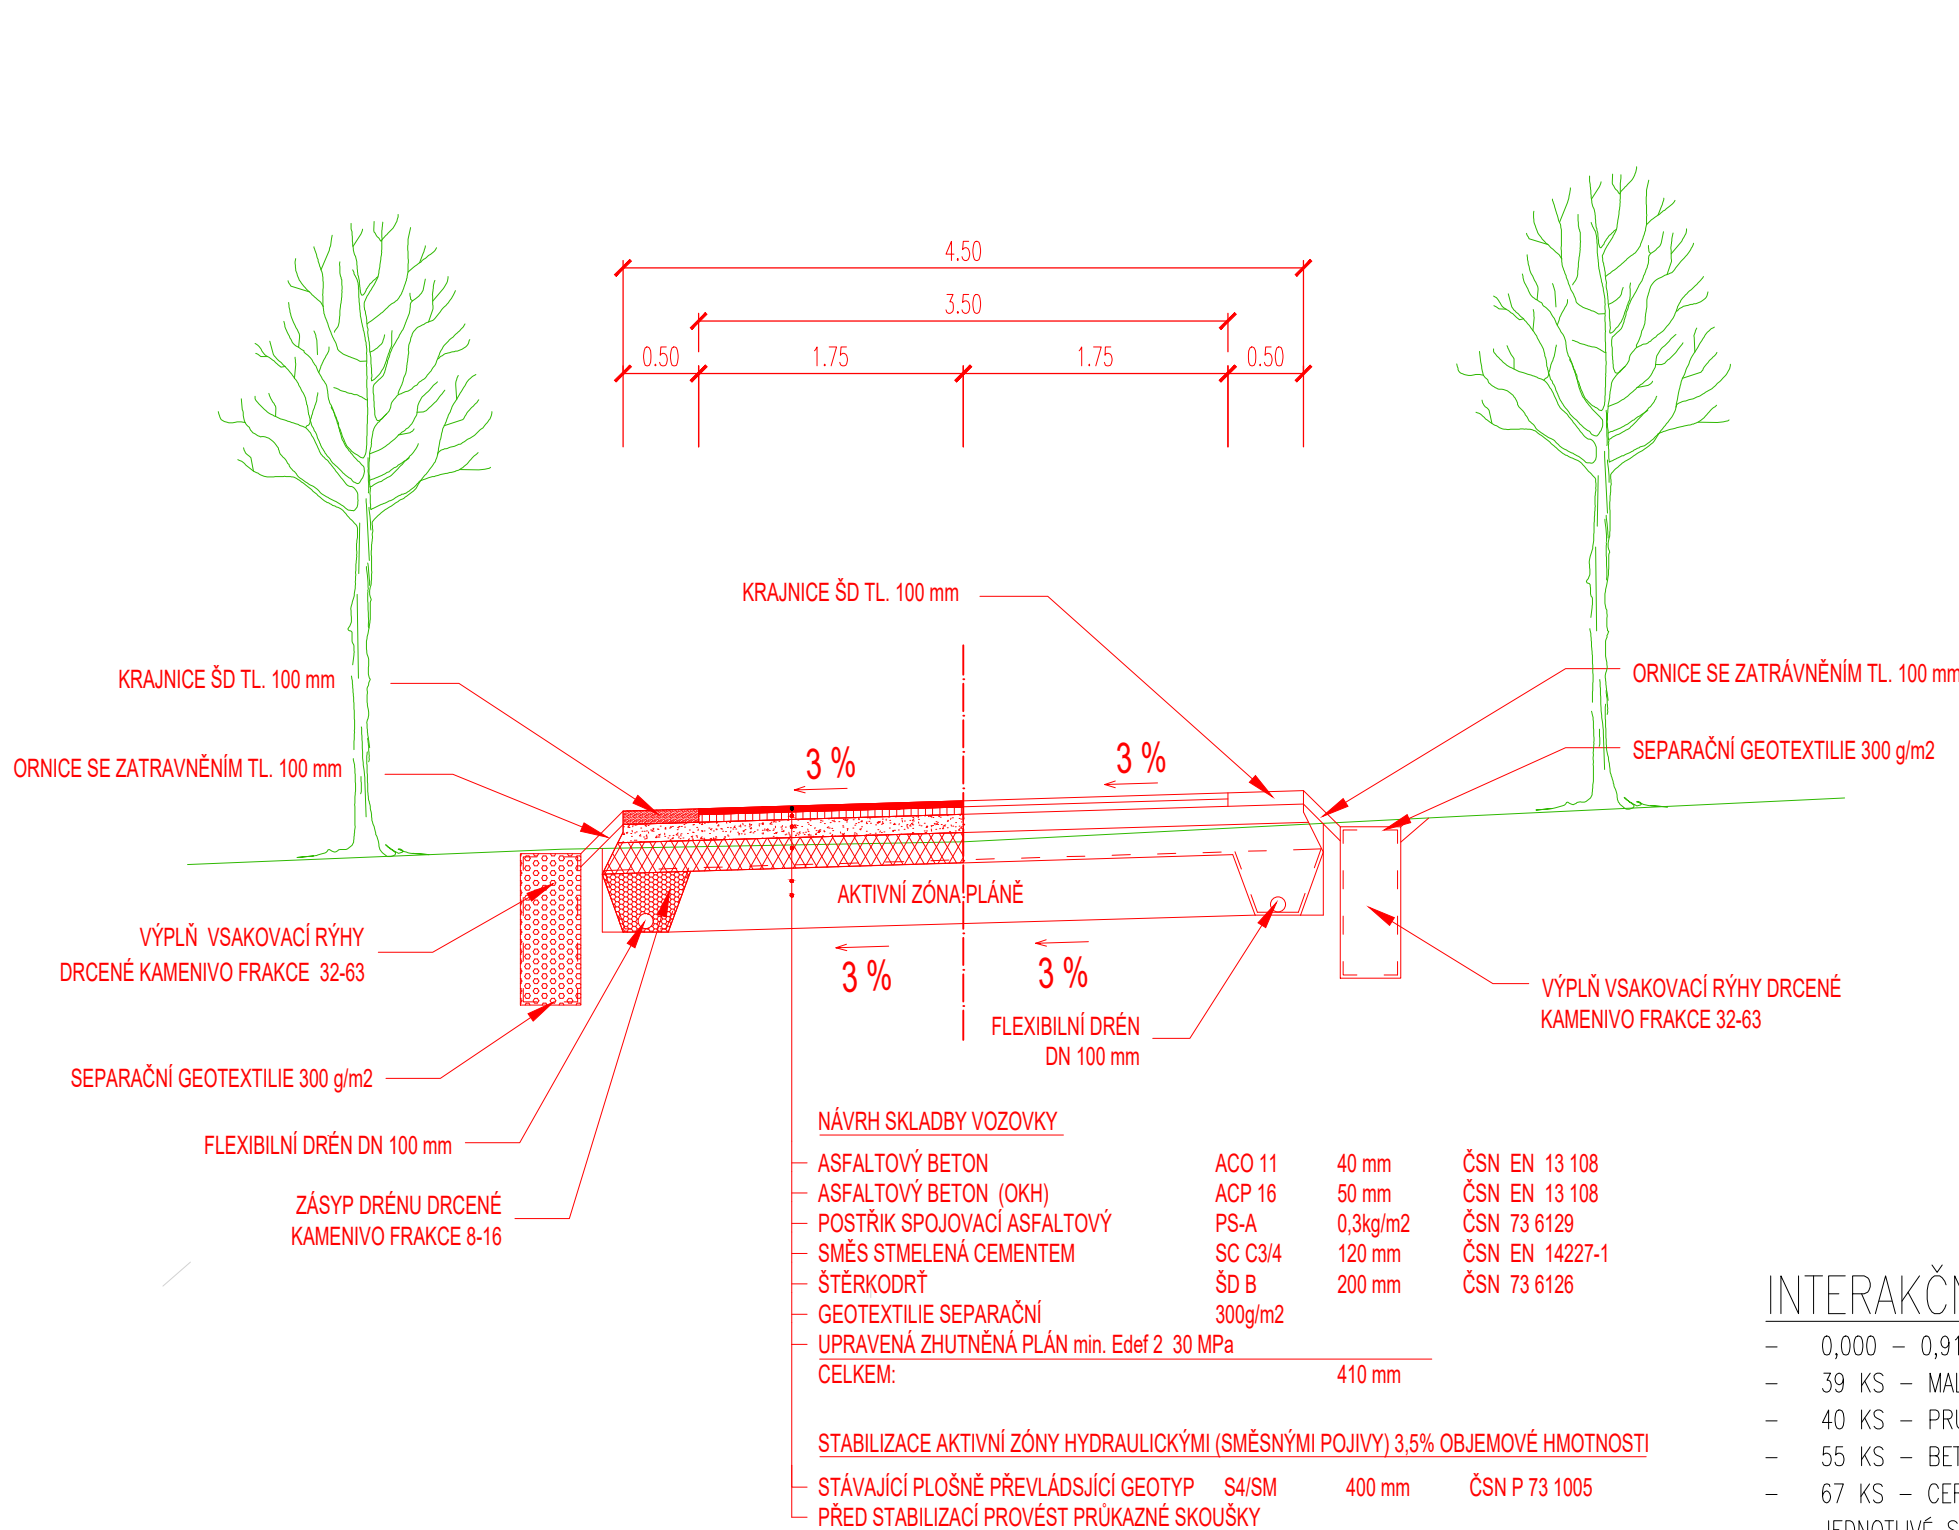 4.50
3.50
0.50 1.75 1.75 0.50
KRAJNICE ŠD TL. 100 mm
KRAJNICE ŠD TL. 100 mm
ORNICE SE ZATRÁVNĚNÍM TL. 100 mm
SEPARAČNÍ GEOTEXTILIE 300 g/m2
ORNICE SE ZATRAVNĚNÍM TL. 100 mm
3 % 3 %
AKTIVNÍ ZÓNA PLÁNĚ
VÝPLŇ VSAKOVACÍ RÝHY
DRCENÉ KAMENIVO FRAKCE 32-63
3 % 3 %
VÝPLŇ VSAKOVACÍ RÝHY DRCENÉ
KAMENIVO FRAKCE 32-63
FLEXIBILNÍ DRÉN
DN 100 mm
SEPARAČNÍ GEOTEXTILIE 300 g/m2
FLEXIBILNÍ DRÉN DN 100 mm
ZÁSYP DRÉNU DRCENÉ
KAMENIVO FRAKCE 8-16
NÁVRH SKLADBY VOZOVKY
ASFALTOVÝ BETON ACO 11 40 mm ČSN EN 13 108
ASFALTOVÝ BETON (OKH) ACP 16 50 mm ČSN EN 13 108
POSTŘIK SPOJOVACÍ ASFALTOVÝ PS-A 0,3kg/m2 ČSN 73 6129
SMĚS STMELENÁ CEMENTEM SC C3/4 120 mm ČSN EN 14227-1
ŠTĚRKODRŤ ŠD B 200 mm ČSN 73 6126
GEOTEXTILIE SEPARAČNÍ 300g/m2
UPRAVENÁ ZHUTNĚNÁ PLÁN min. Edef 2 30 MPa
CELKEM: 410 mm
STABILIZACE AKTIVNÍ ZÓNY HYDRAULICKÝMI (SMĚSNÝMI POJIVY) 3,5% OBJEMOVÉ HMOTNOSTI
STÁVAJÍCÍ PLOŠNĚ PŘEVLÁDSJÍCÍ GEOTYP S4/SM 400 mm ČSN P 73 1005
PŘED STABILIZACÍ PROVÉST PRŮKAZNÉ SKOUŠKY
INTERAKČN
- 0,000 - 0,91
- 39 KS - MAL
- 40 KS - PRU
- 55 KS - BET
- 67 KS - CER
JEDNOTLIVÉ S